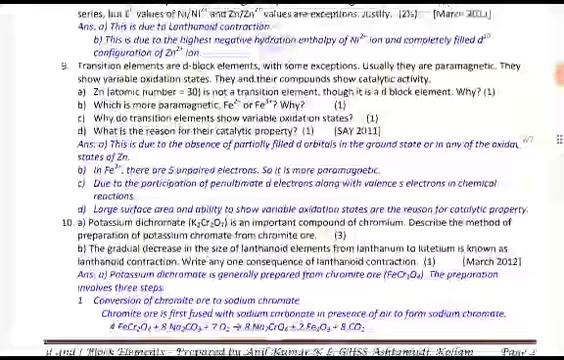 series, but E° values of Ni/Ni²⁺ and Zn/Zn²⁺ values are exceptions. Justify. (2½) [March 2011]
Ans: a) This is due to Lanthanoid contraction.
b) This is due to the highest negative hydration enthalpy of Ni²⁺ ion and completely filled d¹⁰
configuration of Zn²⁺ ion.
9. Transition elements are d-block elements, with some exceptions. Usually they are paramagnetic. They
show variable oxidation states. They and their compounds show catalytic activity.
a) Zn (atomic number = 30) is not a transition element, though it is a d block element. Why? (1)
b) Which is more paramagnetic, Fe²⁺ or Fe³⁺? Why? (1)
c) Why do transition elements show variable oxidation states? (1)
d) What is the reason for their catalytic property? (1) [SAY 2011]
Ans: a) This is due to the absence of partially filled d orbitals in the ground state or in any of the oxidat
states of Zn.
b) In Fe³⁺, there are 5 unpaired electrons. So it is more paramagnetic.
c) Due to the participation of penultimate d electrons along with valence s electrons in chemical
reactions.
d) Large surface area and ability to show variable oxidation states are the reason for catalytic property.
10. a) Potassium dichromate (K₂Cr₂O₇) is an important compound of chromium. Describe the method of
preparation of potassium chromate from chromite ore. (3)
b) The gradual decrease in the size of lanthanoid elements from lanthanum to lutetium is known as
lanthanoid contraction. Write any one consequence of lanthanoid contraction. (1) [March 2012]
Ans: a) Potassium dichromate is generally prepared from chromite ore (FeCr₂O₄). The preparation
involves three steps.
1 Conversion of chromite ore to sodium chromate
Chromite ore is first fused with sodium carbonate in presence of air to form sodium chromate.
4 FeCr₂O₄ + 8 Na₂CO₃ + 7 O₂ → 8 Na₂CrO₄ + 2 Fe₂O₃ + 8 CO₂
d and f Block Elements - Prepared by Anil Kumar K L, GHSS Ashtamudi, Kollam Page